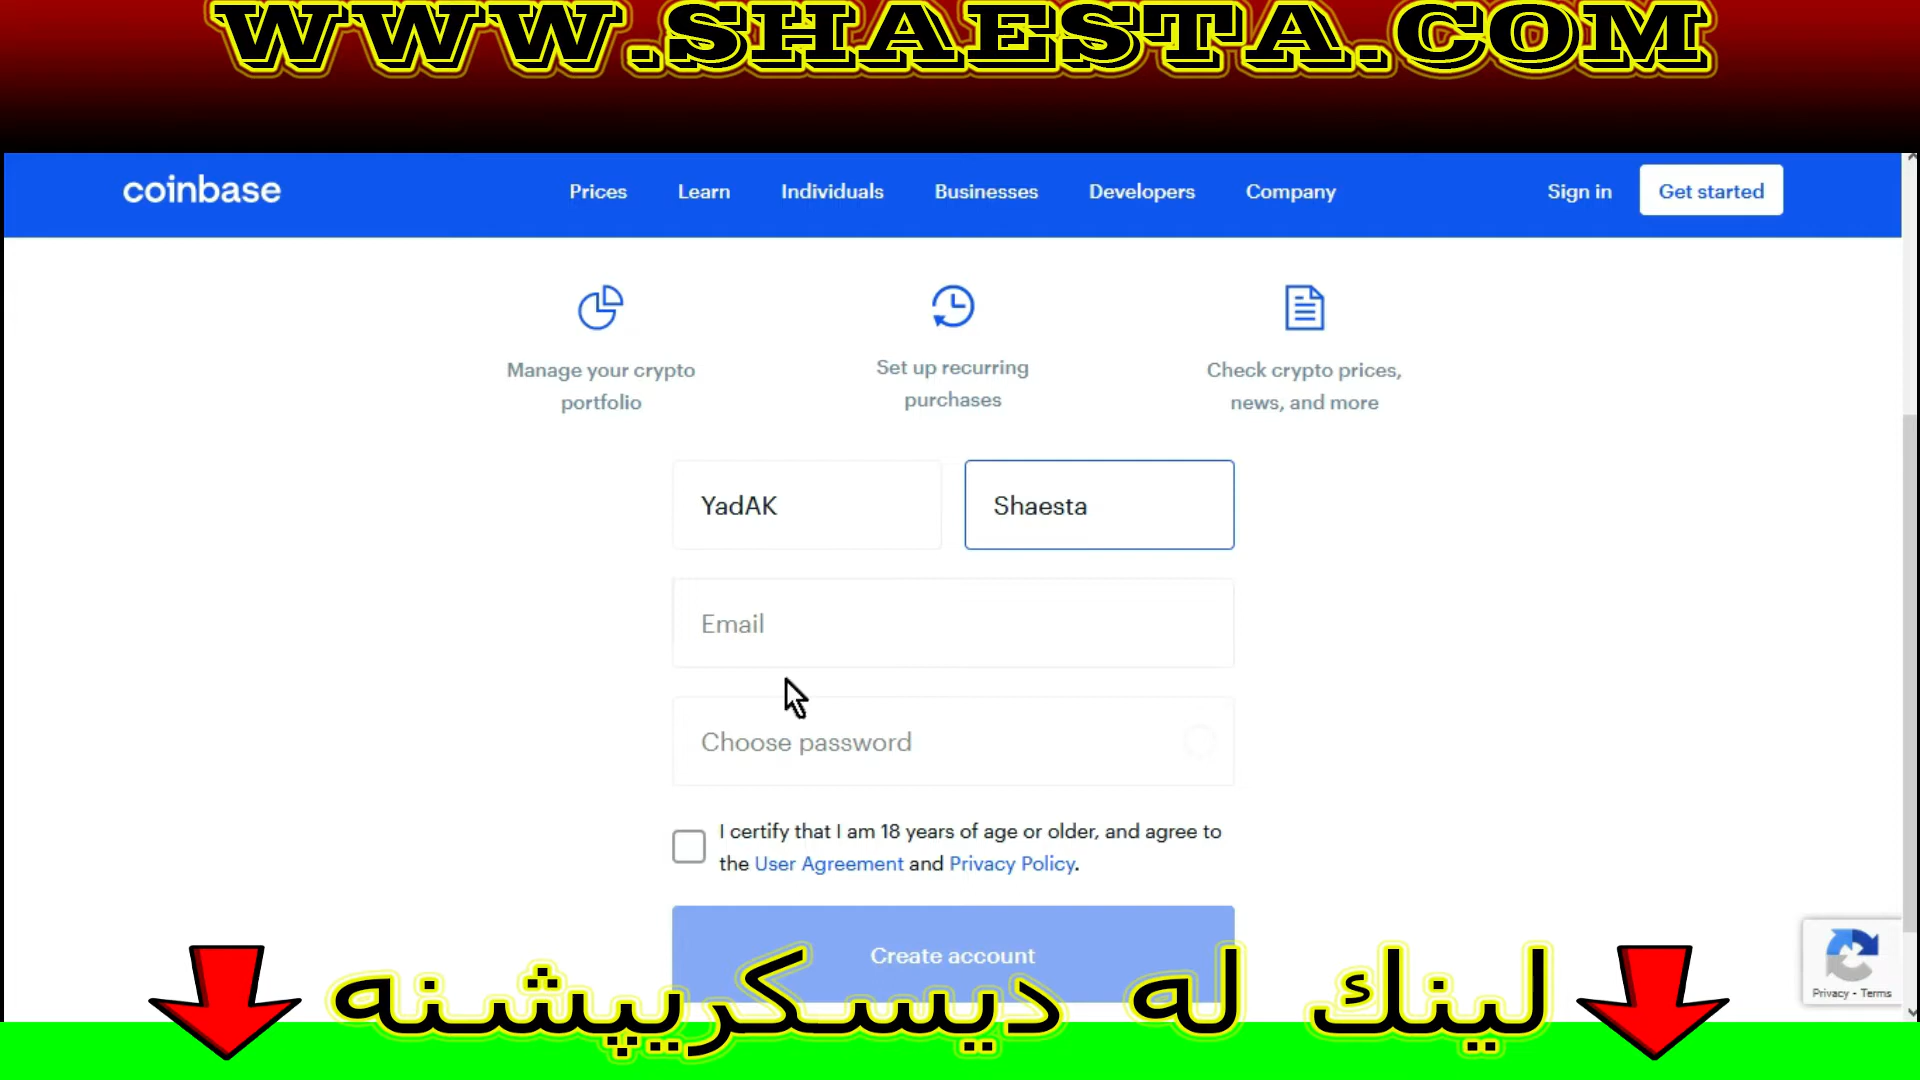 WWW.SHAESTA.COM
coinbase
Prices
Learn
Individuals
Businesses
Developers
Company
Sign in
Get started
Manage your crypto
portfolio
Set up recurring
purchases
Check crypto prices,
news, and more
YadAK
Shaesta
Email
Choose password
I certify that I am 18 years of age or older, and agree to
the User Agreement and Privacy Policy.
Create account
Privacy - Terms
لينك له ديسكريپشنه